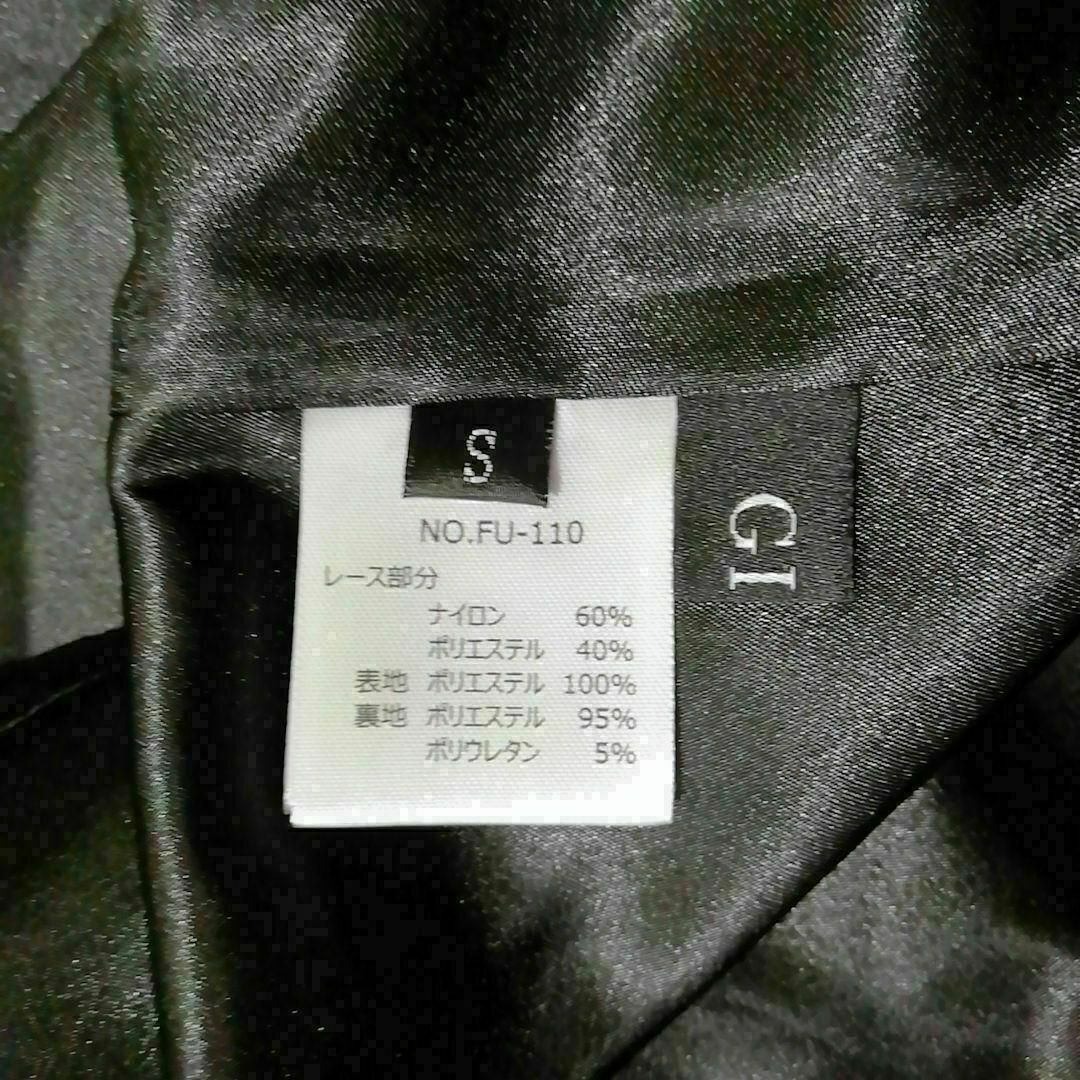 S
NO.FU-110
レース部分
ナイロン 60%
ポリエステル 40%
表地 ポリエステル 100%
裏地 ポリエステル 95%
ポリウレタン 5%
GI